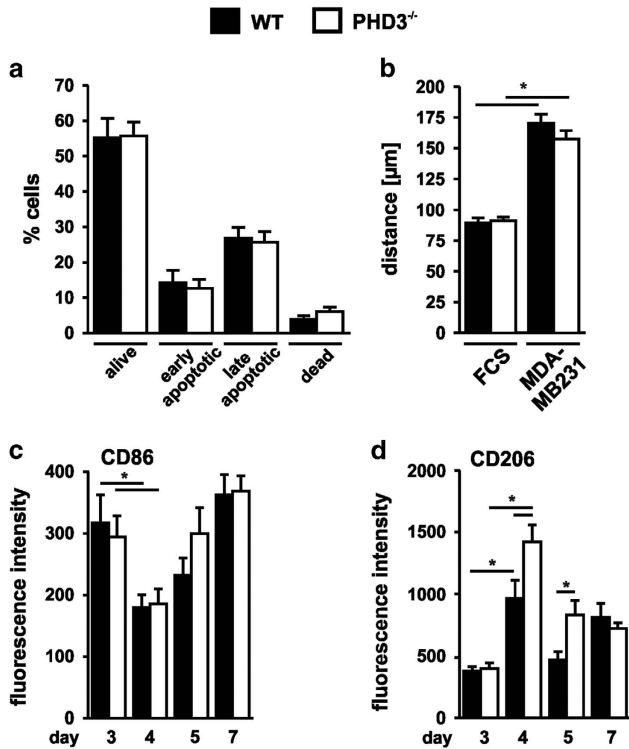 WT PHD3-/-
a
% cells
70
60
50
40
30
20
10
0
alive
early apoptotic
late apoptotic
dead
b
distance [µm]
200
175
150
125
100
75
50
25
0
*
FCS
MDA-
MB231
c
CD86
fluorescence intensity
400
300
200
100
0
*
day 3 4 5 7
d
CD206
fluorescence intensity
2000
1500
1000
500
0
*
*
*
day 3 4 5 7